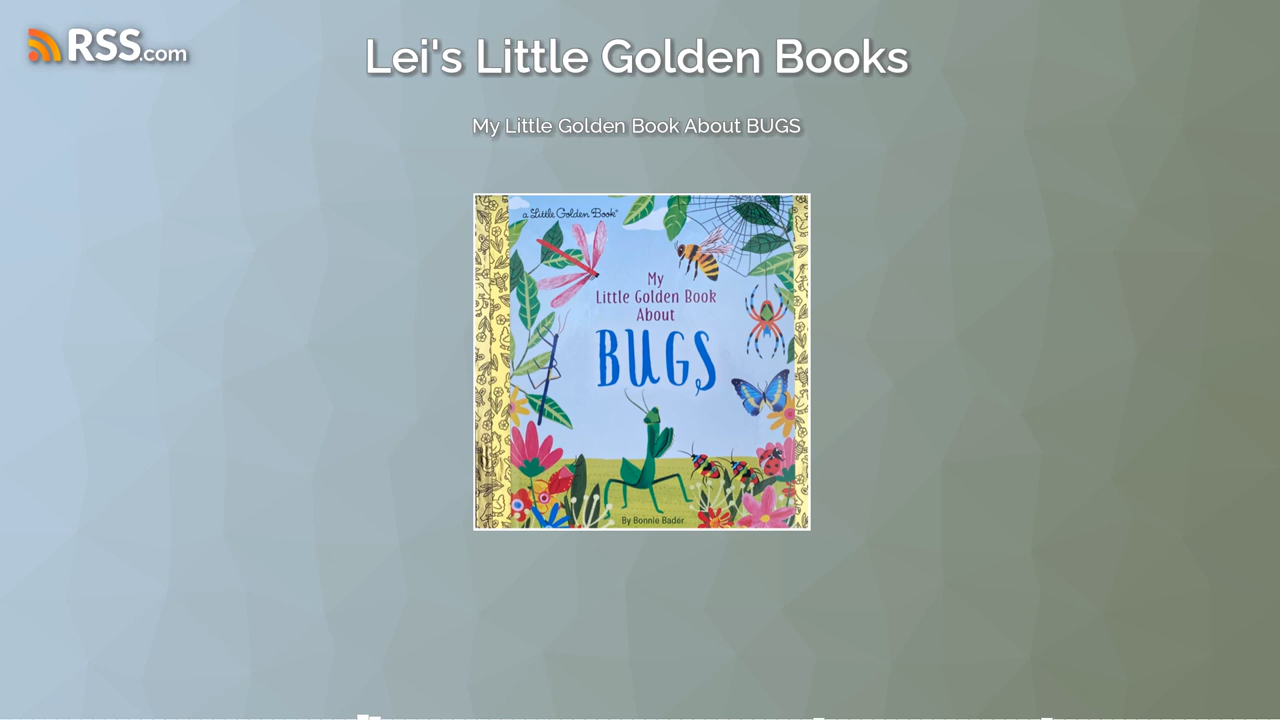 RSS.com
Lei's Little Golden Books
My Little Golden Book About BUGS
a Little Golden Book®
My
Little Golden Book
About
BUGS
By Bonnie Bader